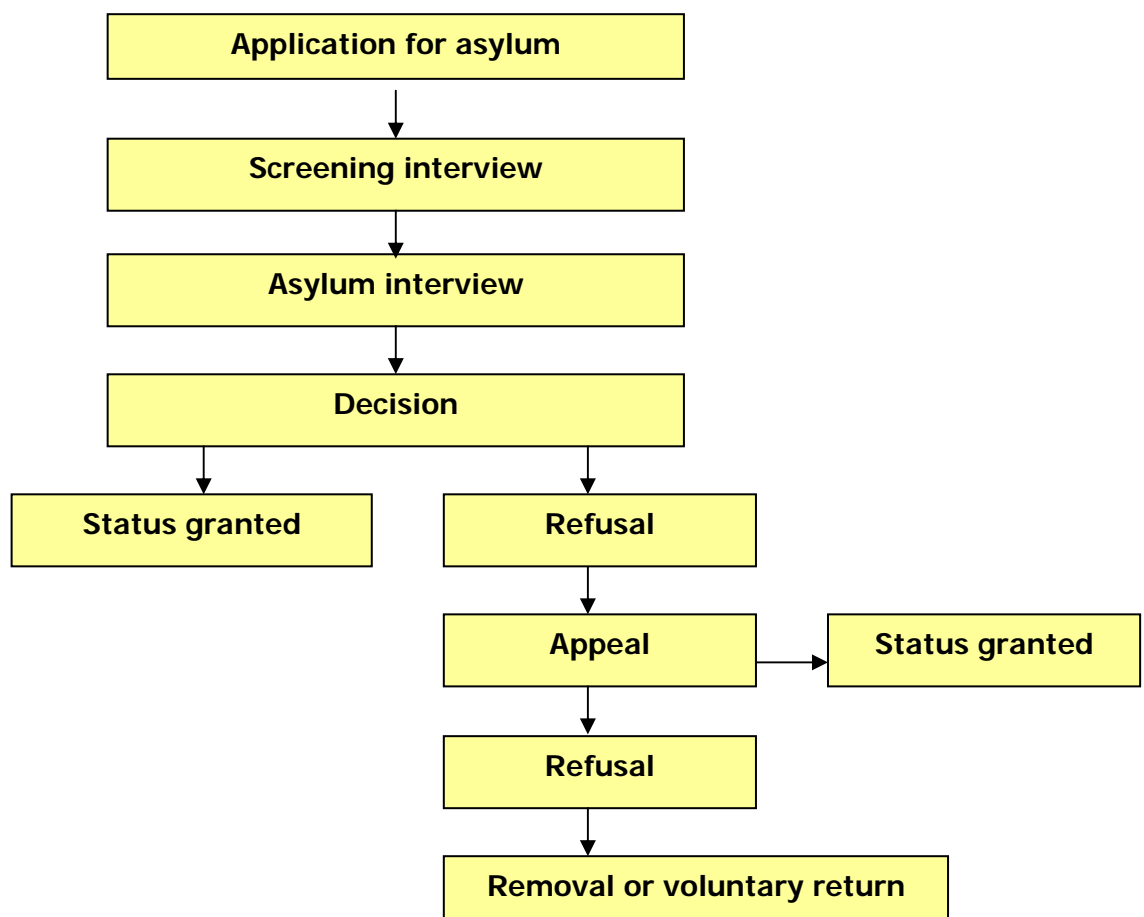 Application for asylum
Screening interview
Asylum interview
Decision
Status granted
Refusal
Appeal
Status granted
Refusal
Removal or voluntary return